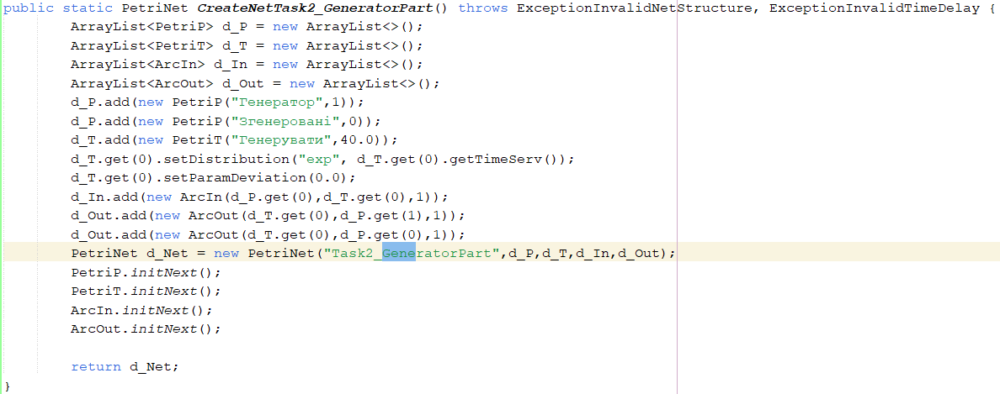 public static PetriNet CreateNetTask2_GeneratorPart() throws ExceptionInvalidNetStructure, ExceptionInvalidTimeDelay {
ArrayList<PetriP> d_P = new ArrayList<>();
ArrayList<PetriT> d_T = new ArrayList<>();
ArrayList<ArcIn> d_In = new ArrayList<>();
ArrayList<ArcOut> d_Out = new ArrayList<>();
d_P.add(new PetriP("Генератор",1));
d_P.add(new PetriP("Згенеровані",0));
d_T.add(new PetriT("Генерувати",40.0));
d_T.get(0).setDistribution("exp", d_T.get(0).getTimeServ());
d_T.get(0).setParamDeviation(0.0);
d_In.add(new ArcIn(d_P.get(0),d_T.get(0),1));
d_Out.add(new ArcOut(d_T.get(0),d_P.get(1),1));
d_Out.add(new ArcOut(d_T.get(0),d_P.get(0),1));
PetriNet d_Net = new PetriNet("Task2_GeneratorPart",d_P,d_T,d_In,d_Out);
PetriP.initNext();
PetriT.initNext();
ArcIn.initNext();
ArcOut.initNext();
return d_Net;
}